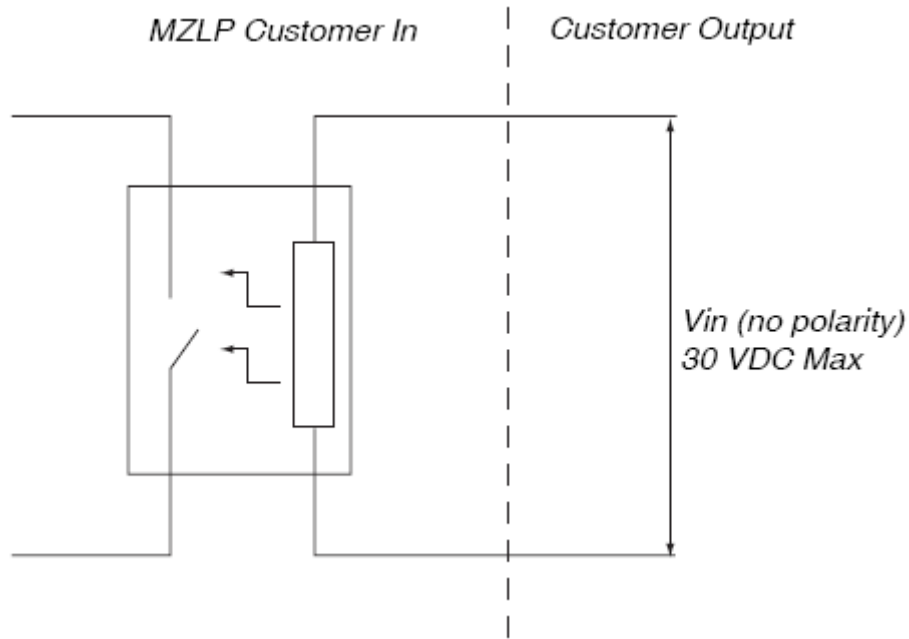 MZLP Customer In
Customer Output
Vin (no polarity)
30 VDC Max